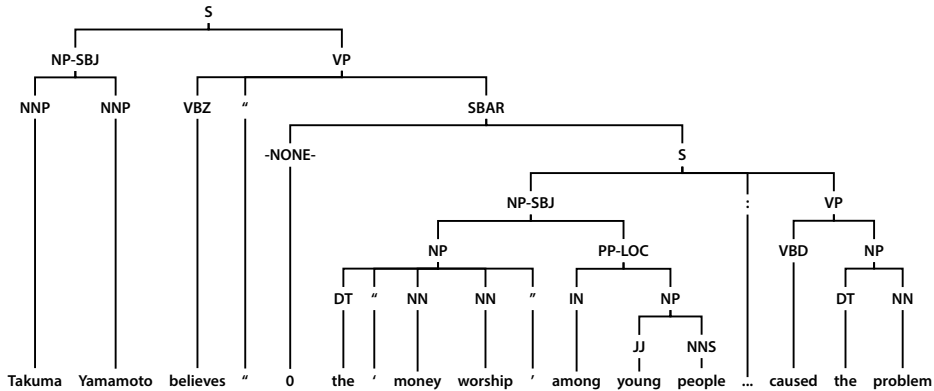 S
NP-SBJ VP
NNP NNP VBZ “ SBAR
-NONE- S
NP-SBJ : VP
NP PP-LOC VBD NP
DT “ NN NN ” IN NP DT NN
JJ NNS
Takuma Yamamoto believes “ 0 the ‘ money worship ’ among young people ... caused the problem